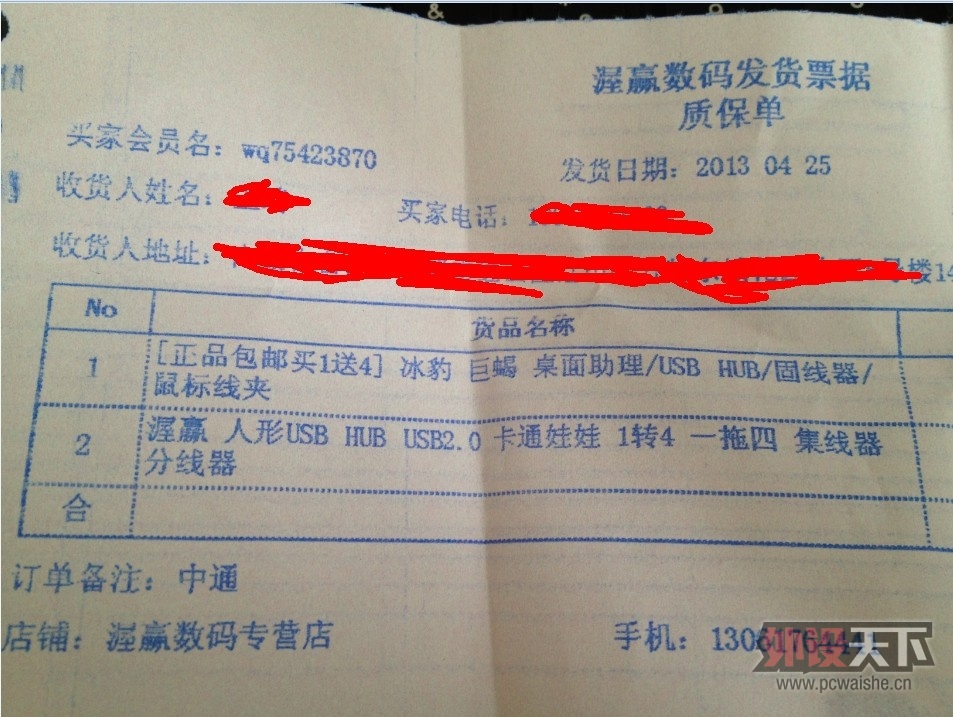 渥赢数码发货票据
质保单
买家会员名：wq75423870
发货日期：2013 04 25
收货人姓名：
买家电话：
收货人地址：
号楼14
No
货品名称
1
[正品包邮买1送4] 冰豹 巨蝎 桌面助理/USB HUB/固线器/
鼠标线夹
2
渥赢 人形USB HUB USB2.0 卡通娃娃 1转4 一拖四 集线器
分线器
合
订单备注：中通
店铺：渥赢数码专营店
手机：13061764441
外设天下
www.pcwaishe.cn